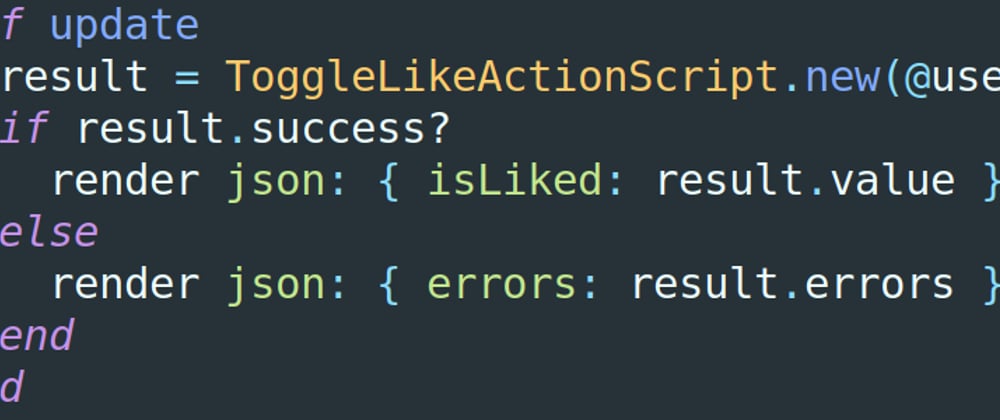 f update
result = ToggleLikeActionScript.new(@use
if result.success?
render json: { isLiked: result.value }
else
render json: { errors: result.errors }
end
d